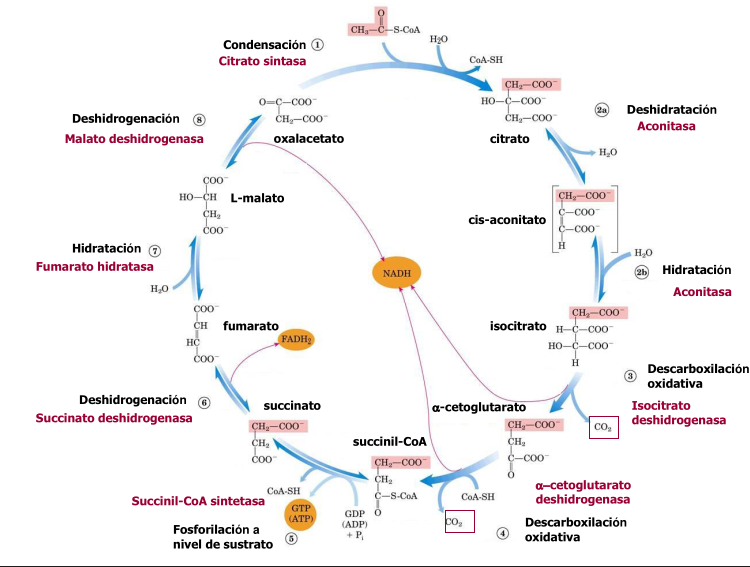 Condensación ①
Citrato sintasa
O
CH₃—C—S-CoA
H₂O
CoA-SH
CH₂—COO⁻
HO—C—COO⁻
CH₂—COO⁻
citrato
2a Deshidratación
Aconitasa
H₂O
cis-aconitato
CH₂—COO⁻
C—COO⁻
C—COO⁻
H
H₂O
2b Hidratación
Aconitasa
isocitrato
CH₂—COO⁻
H—C—COO⁻
HO—C—COO⁻
H
③ Descarboxilación
oxidativa
Isocitrato
deshidrogenasa
CO₂
α-cetoglutarato
CH₂—COO⁻
CH₂
C—COO⁻
O
α–cetoglutarato
deshidrogenasa
④ Descarboxilación
oxidativa
CoA-SH
CO₂
succinil-CoA
CH₂—COO⁻
CH₂
C—S-CoA
O
Succinil-CoA sintetasa
CoA-SH
GTP
(ATP)
GDP
(ADP)
+ Pᵢ
Fosforilación a
nivel de sustrato ⑤
succinato
CH₂—COO⁻
CH₂
COO⁻
Deshidrogenación ⑥
Succinato deshidrogenasa
FADH₂
fumarato
COO⁻
CH
HC
COO⁻
Hidratación ⑦
Fumarato hidratasa
H₂O
L-malato
COO⁻
HO—CH
CH₂
COO⁻
Deshidrogenación ⑧
Malato deshidrogenasa
O=C—COO⁻
CH₂—COO⁻
oxalacetato
NADH